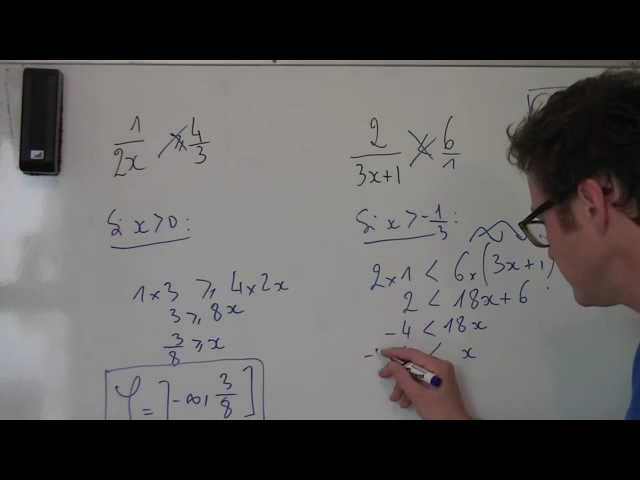 1/2x ≥ 4/3
Si x > 0 :
1 × 3 ≥ 4 × 2x
3 ≥ 8x
3/8 ≥ x
𝒮 = ]-∞, 3/8]
2/(3x+1) < 6/1
Si x > -1/3 :
2 × 1 < 6 × (3x+1)
2 < 18x + 6
-4 < 18x
- < x